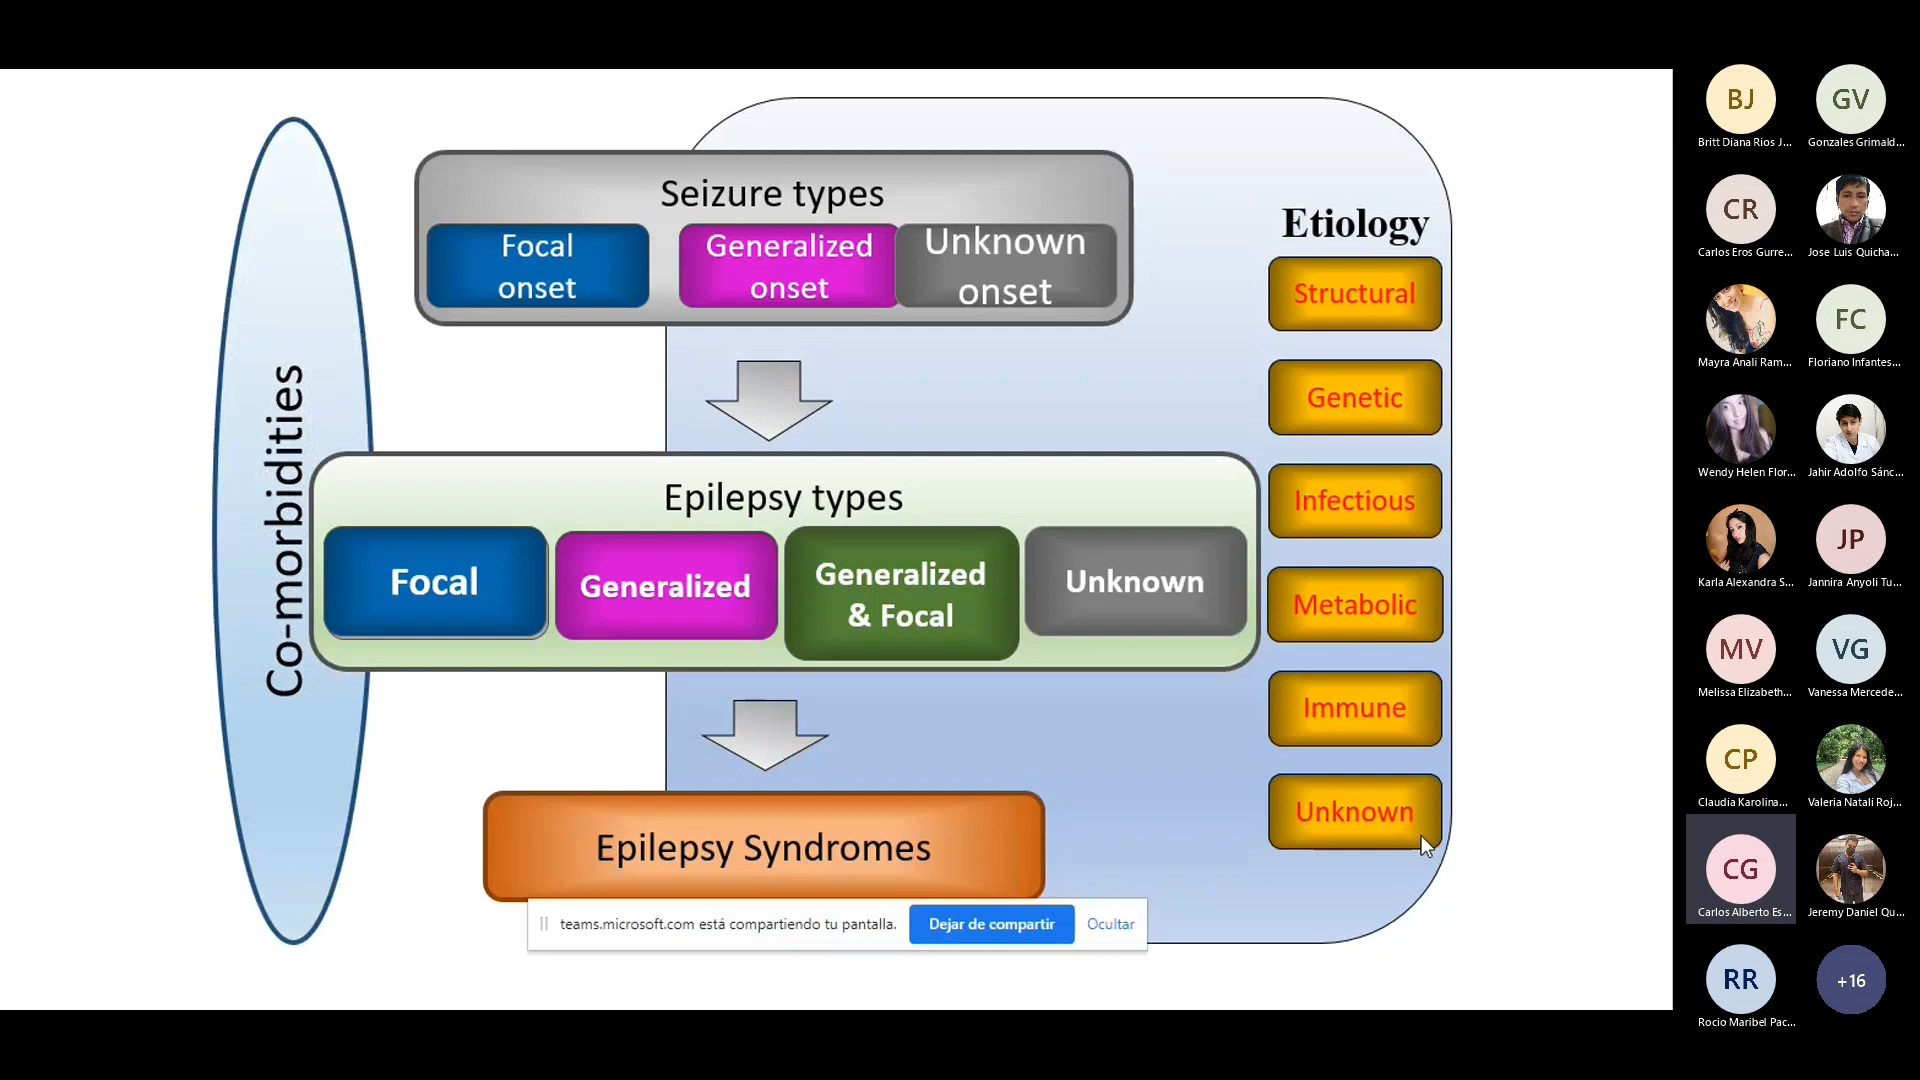 Co-morbidities
Seizure types
Focal
onset
Generalized
onset
Unknown
onset
Epilepsy types
Focal
Generalized
Generalized
& Focal
Unknown
Epilepsy Syndromes
Etiology
Structural
Genetic
Infectious
Metabolic
Immune
Unknown
teams.microsoft.com está compartiendo tu pantalla.
Dejar de compartir
Ocultar
BJ
Britt Diana Rios J...
GV
Gonzales Grimald...
CR
Carlos Eros Gurre...
Jose Luis Quicha...
Mayra Anali Ram...
FC
Floriano Infantes...
Wendy Helen Flor...
Jahir Adolfo Sánc...
Karla Alexandra S...
JP
Jannira Anyoli Tu...
MV
Melissa Elizabeth...
VG
Vanessa Mercede...
CP
Claudia Karolina...
Valeria Natali Roj...
CG
Carlos Alberto Es...
Jeremy Daniel Qu...
RR
Rocio Maribel Pac...
+16